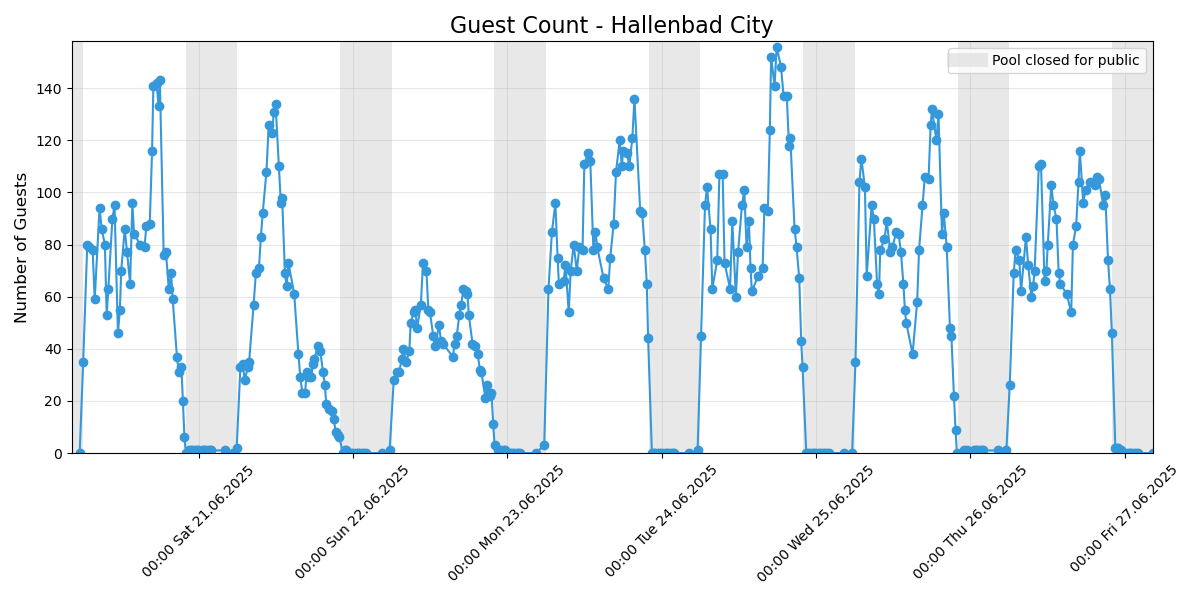 Guest Count - Hallenbad City
Pool closed for public
Number of Guests
140
120
100
80
60
40
20
0
00:00 Sat 21.06.2025
00:00 Sun 22.06.2025
00:00 Mon 23.06.2025
00:00 Tue 24.06.2025
00:00 Wed 25.06.2025
00:00 Thu 26.06.2025
00:00 Fri 27.06.2025